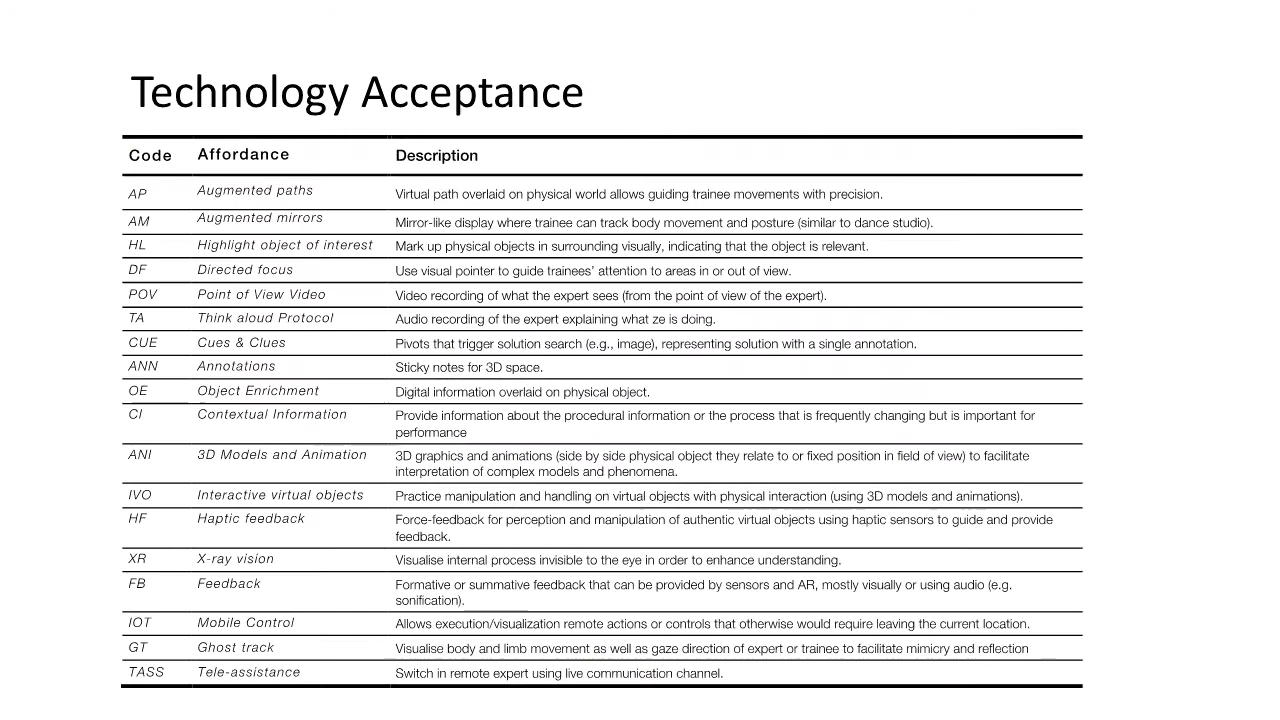 Technology Acceptance
Code Affordance Description
AP Augmented paths Virtual path overlaid on physical world allows guiding trainee movements with precision.
AM Augmented mirrors Mirror-like display where trainee can track body movement and posture (similar to dance studio).
HL Highlight object of interest Mark up physical objects in surrounding visually, indicating that the object is relevant.
DF Directed focus Use visual pointer to guide trainees’ attention to areas in or out of view.
POV Point of View Video Video recording of what the expert sees (from the point of view of the expert).
TA Think aloud Protocol Audio recording of the expert explaining what ze is doing.
CUE Cues & Clues Pivots that trigger solution search (e.g., image), representing solution with a single annotation.
ANN Annotations Sticky notes for 3D space.
OE Object Enrichment Digital information overlaid on physical object.
CI Contextual Information Provide information about the procedural information or the process that is frequently changing but is important for
performance
ANI 3D Models and Animation 3D graphics and animations (side by side physical object they relate to or fixed position in field of view) to facilitate
interpretation of complex models and phenomena.
IVO Interactive virtual objects Practice manipulation and handling on virtual objects with physical interaction (using 3D models and animations).
HF Haptic feedback Force-feedback for perception and manipulation of authentic virtual objects using haptic sensors to guide and provide
feedback.
XR X-ray vision Visualise internal process invisible to the eye in order to enhance understanding.
FB Feedback Formative or summative feedback that can be provided by sensors and AR, mostly visually or using audio (e.g.
sonification).
IOT Mobile Control Allows execution/visualization remote actions or controls that otherwise would require leaving the current location.
GT Ghost track Visualise body and limb movement as well as gaze direction of expert or trainee to facilitate mimicry and reflection
TASS Tele-assistance Switch in remote expert using live communication channel.